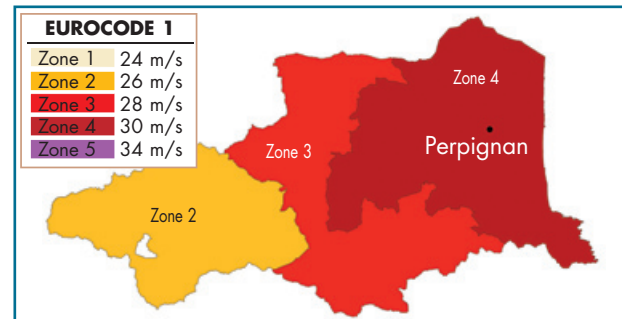 EUROCODE 1
Zone 1 24 m/s
Zone 2 26 m/s
Zone 3 28 m/s
Zone 4 30 m/s
Zone 5 34 m/s
Zone 4
Perpignan
Zone 3
Zone 2